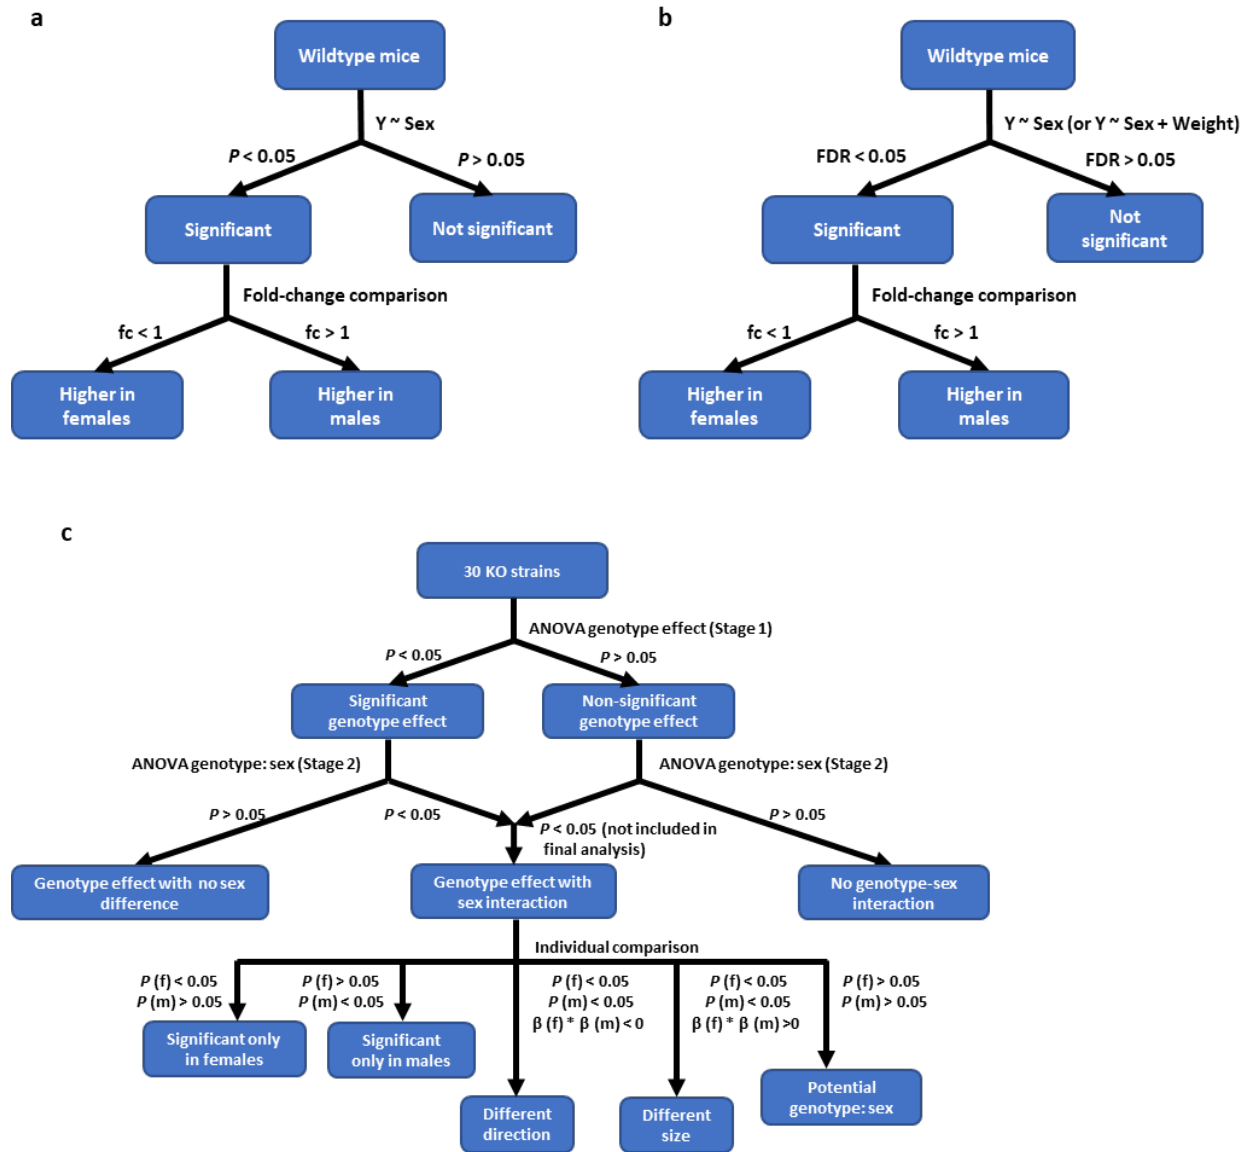 a
Wildtype mice
Y ~ Sex
P < 0.05
P > 0.05
Significant
Not significant
Fold-change comparison
fc < 1
fc > 1
Higher in
females
Higher in
males
b
Wildtype mice
Y ~ Sex (or Y ~ Sex + Weight)
FDR < 0.05
FDR > 0.05
Significant
Not
significant
Fold-change comparison
fc < 1
fc > 1
Higher in
females
Higher in
males
c
30 KO strains
ANOVA genotype effect (Stage 1)
P < 0.05
P > 0.05
Significant
genotype effect
Non-significant
genotype effect
ANOVA genotype: sex (Stage 2)
ANOVA genotype: sex (Stage 2)
P > 0.05
P < 0.05
P < 0.05 (not included in
final analysis)
P > 0.05
Genotype effect with no sex
difference
Genotype effect with
sex interaction
No genotype-sex
interaction
Individual comparison
P (f) < 0.05
P (m) > 0.05
P (f) > 0.05
P (m) < 0.05
P (f) < 0.05
P (m) < 0.05
β (f) * β (m) < 0
P (f) < 0.05
P (m) < 0.05
β (f) * β (m) >0
P (f) > 0.05
P (m) > 0.05
Significant only
in females
Significant
only in males
Different
direction
Different
size
Potential
genotype: sex